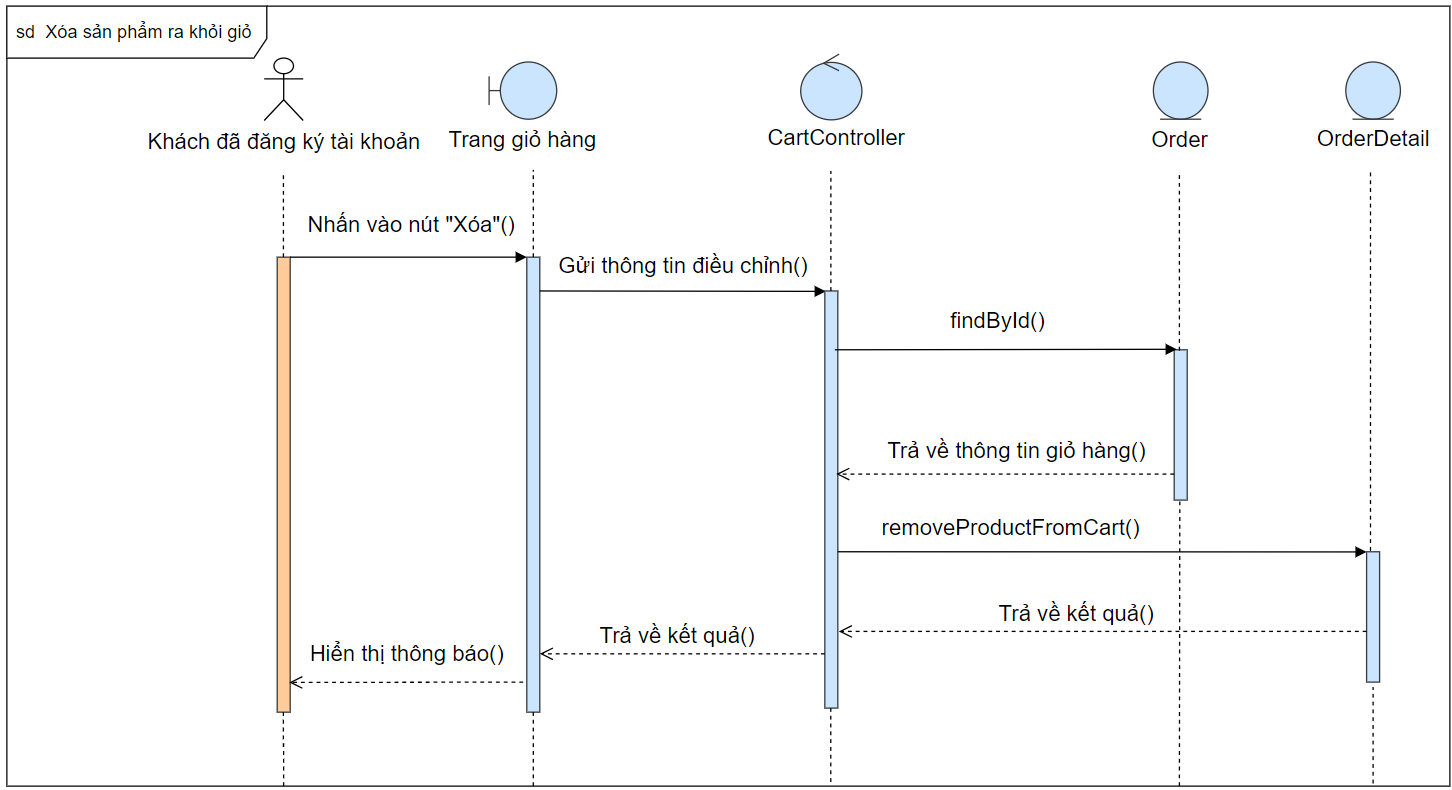 sd Xóa sản phẩm ra khỏi giỏ
Khách đã đăng ký tài khoản
Trang giỏ hàng
CartController
Order
OrderDetail
Nhấn vào nút "Xóa"()
Gửi thông tin điều chỉnh()
findById()
Trả về thông tin giỏ hàng()
removeProductFromCart()
Trả về kết quả()
Trả về kết quả()
Hiển thị thông báo()